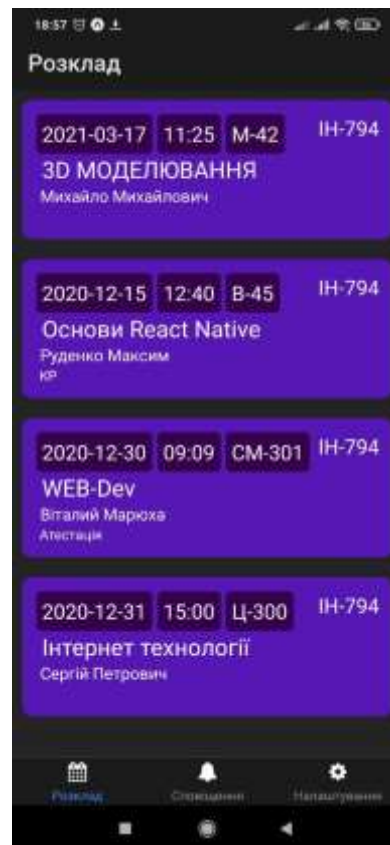 18:57
Розклад
2021-03-17 11:25 М-42 ІН-794
3D МОДЕЛЮВАННЯ
Михайло Михайлович
2020-12-15 12:40 В-45 ІН-794
Основи React Native
Руденко Максим
КР
2020-12-30 09:09 СМ-301 ІН-794
WEB-Dev
Віталий Марюха
Атестація
2020-12-31 15:00 Ц-300 ІН-794
Інтернет технології
Сергій Петрович
Розклад Сповіщення Налаштування